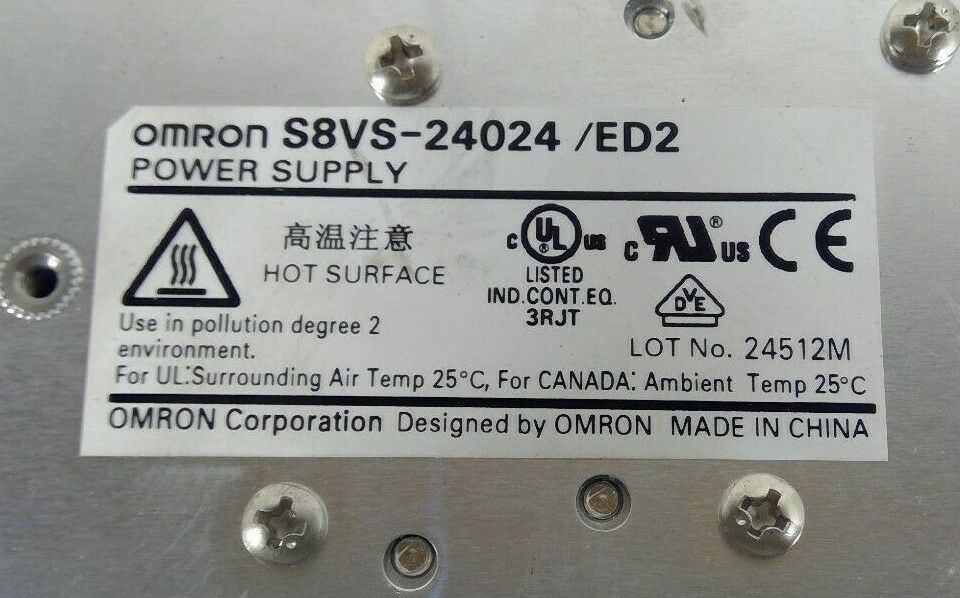 omron S8VS-24024 /ED2
POWER SUPPLY
高温注意
HOT SURFACE
c UL® us
LISTED
IND.CONT.EQ.
3RJT
c RU® US
CE
DVE
Use in pollution degree 2
environment.
LOT No. 24512M
For UL:Surrounding Air Temp 25°C, For CANADA: Ambient Temp 25°C
OMRON Corporation Designed by OMRON MADE IN CHINA